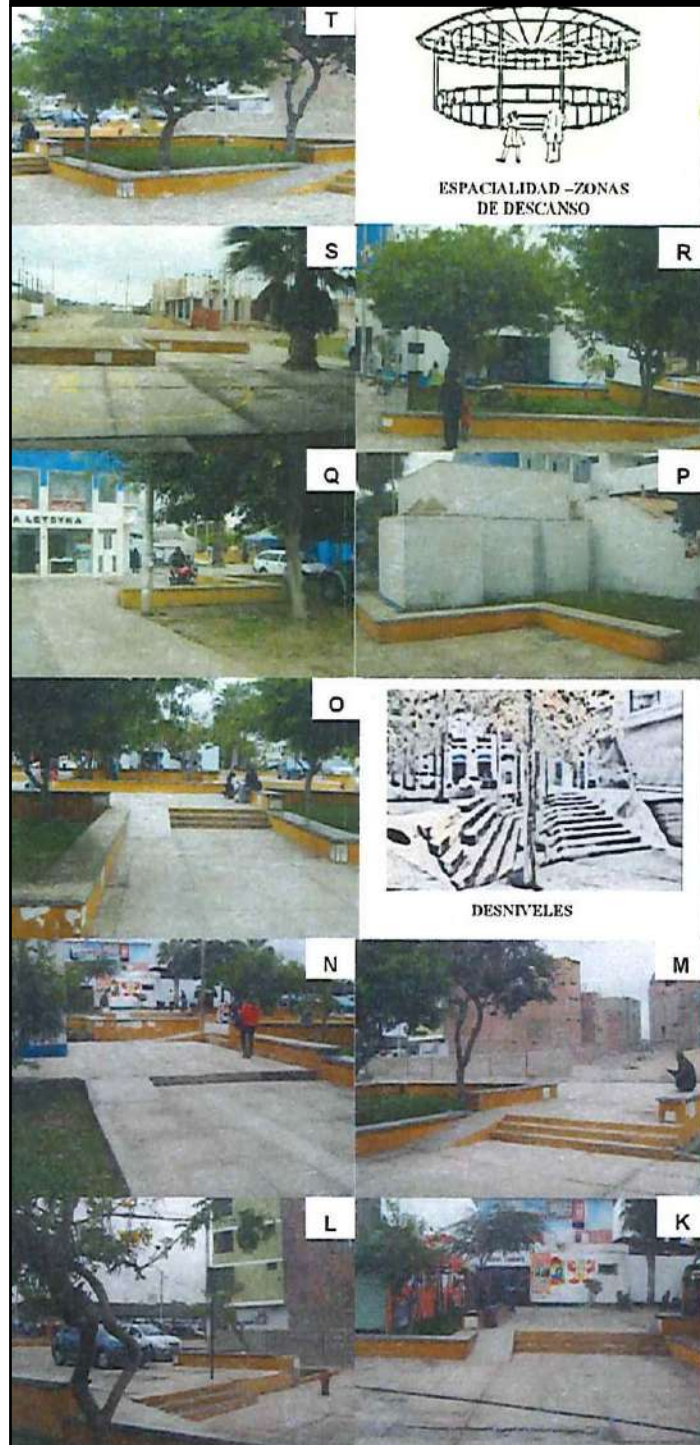 T
ESPACIALIDAD –ZONAS
DE DESCANSO
S
R
Q
P
O
DESNIVELES
N
M
L
K